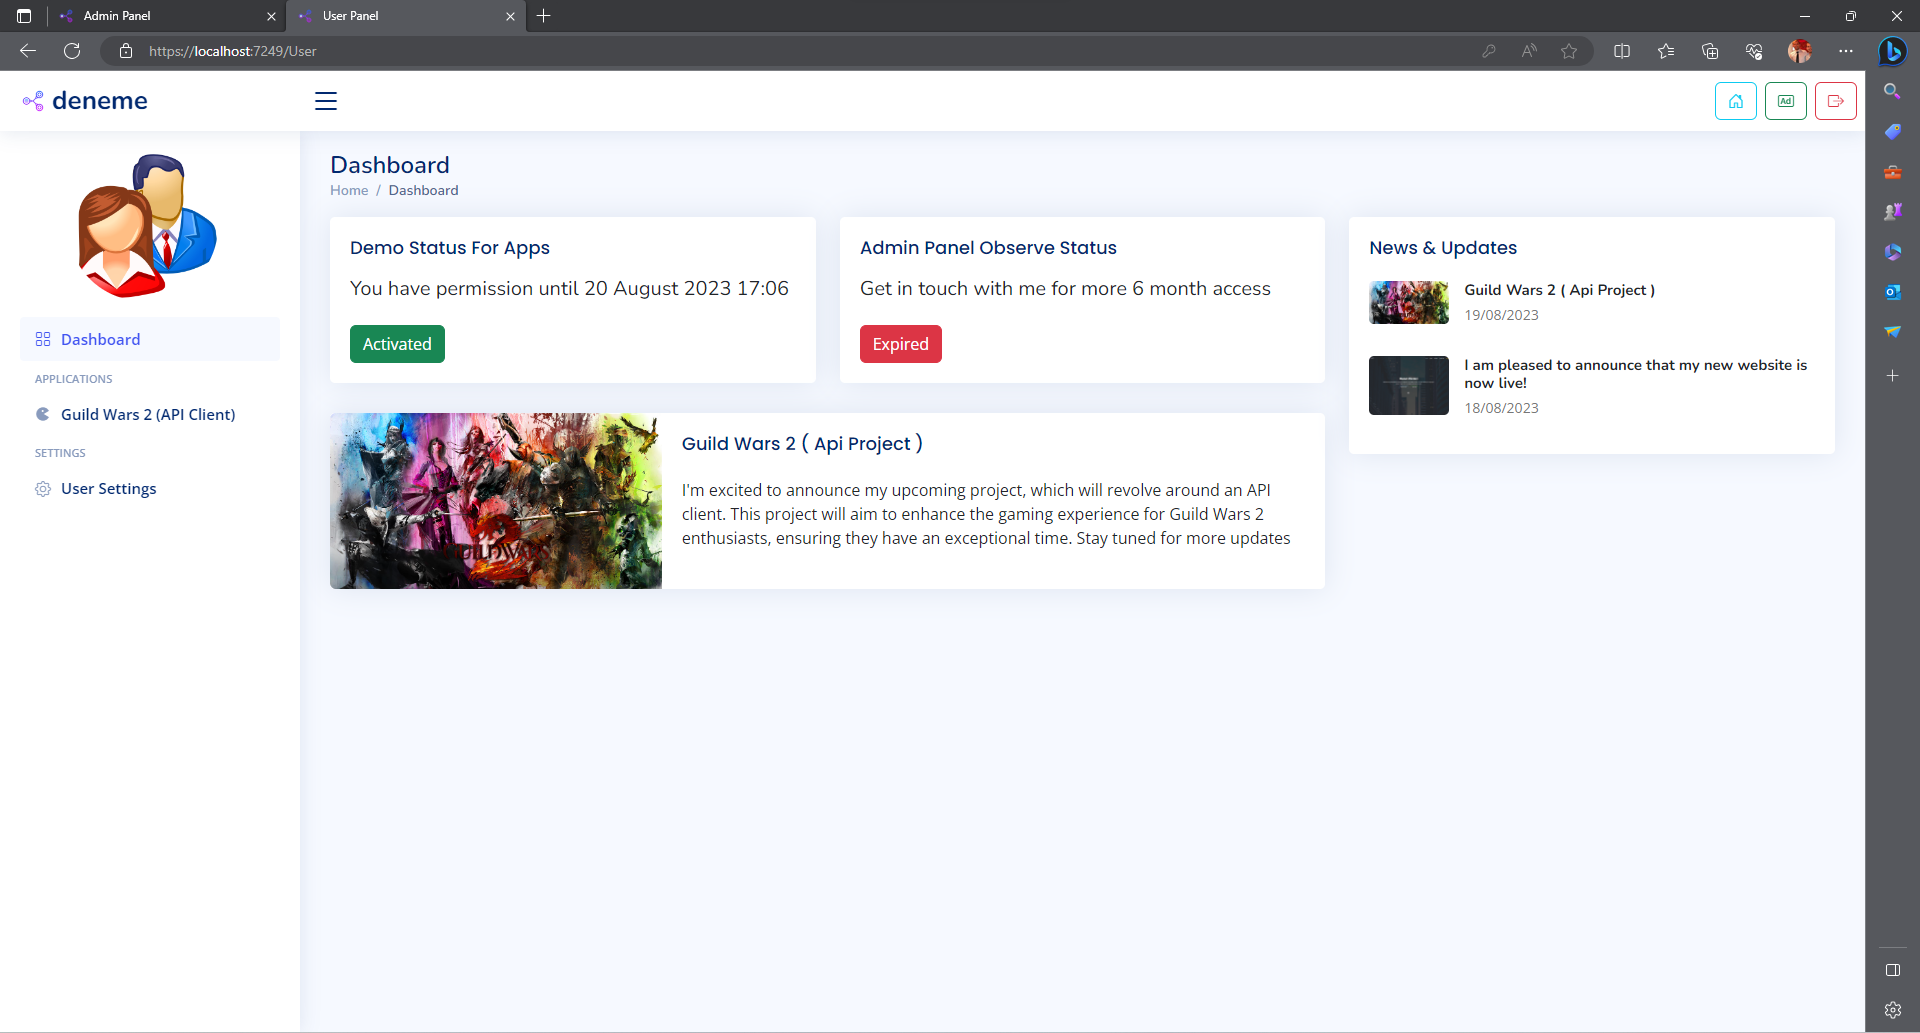 Admin Panel
User Panel
https://localhost:7249/User
deneme
Ad
Dashboard
Home / Dashboard
Dashboard
APPLICATIONS
Guild Wars 2 (API Client)
SETTINGS
User Settings
Demo Status For Apps
You have permission until 20 August 2023 17:06
Activated
Admin Panel Observe Status
Get in touch with me for more 6 month access
Expired
Guild Wars 2 ( Api Project )
I'm excited to announce my upcoming project, which will revolve around an API
client. This project will aim to enhance the gaming experience for Guild Wars 2
enthusiasts, ensuring they have an exceptional time. Stay tuned for more updates
News & Updates
Guild Wars 2 ( Api Project )
19/08/2023
I am pleased to announce that my new website is
now live!
18/08/2023